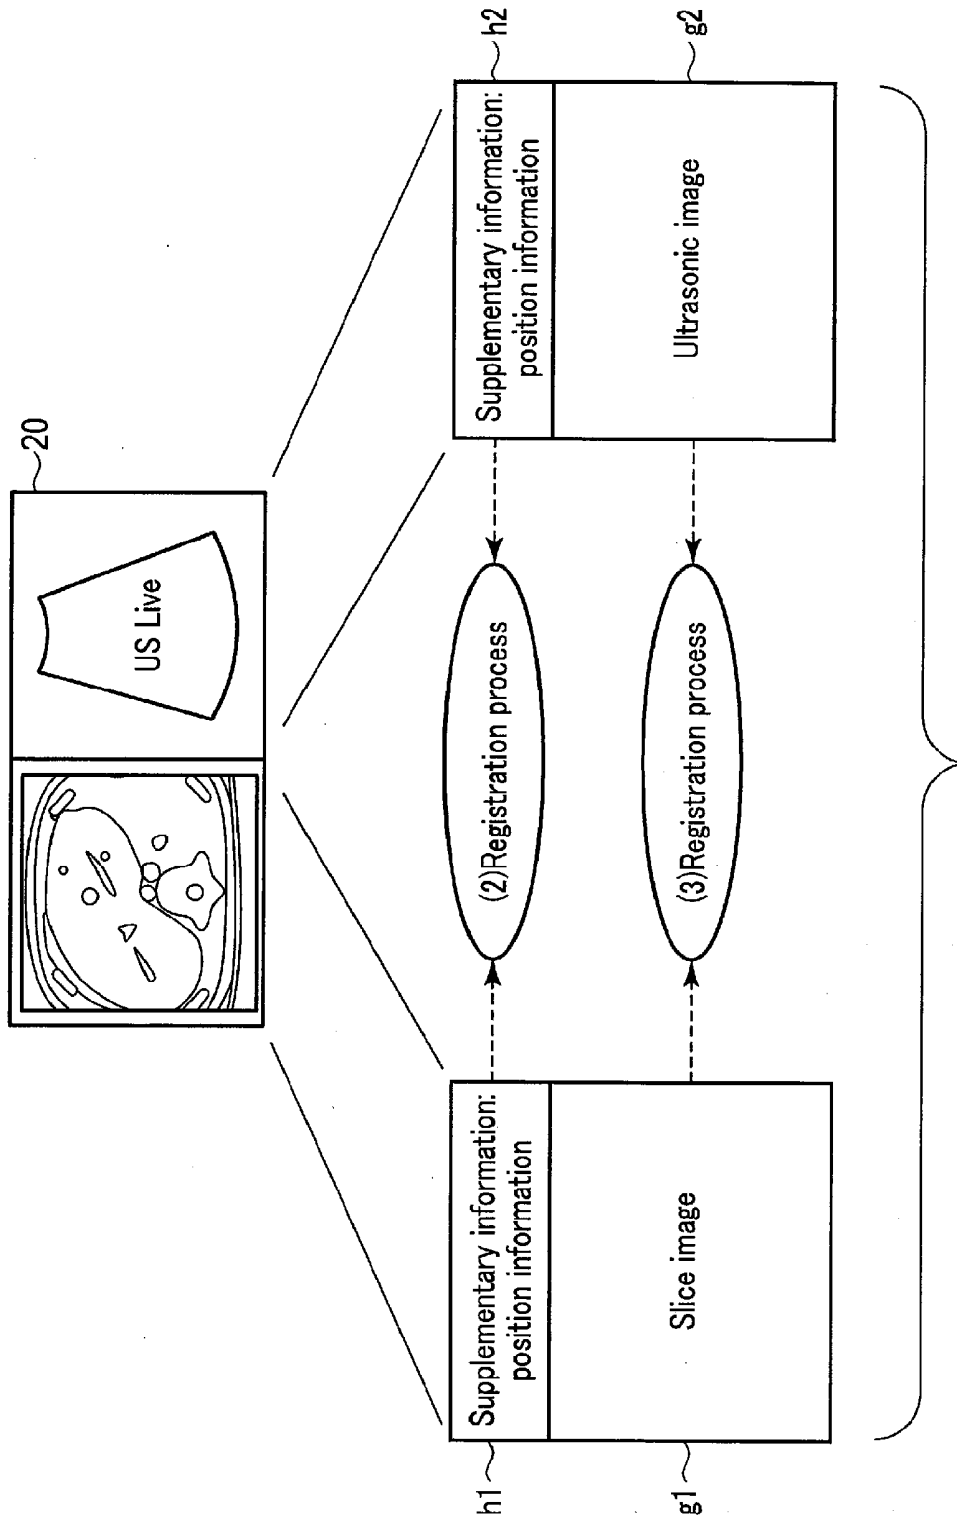 20
US Live
h1
Supplementary information:
position information
(2)Registration process
Supplementary information:
position information
h2
g1
Slice image
(3)Registration process
Ultrasonic image
g2